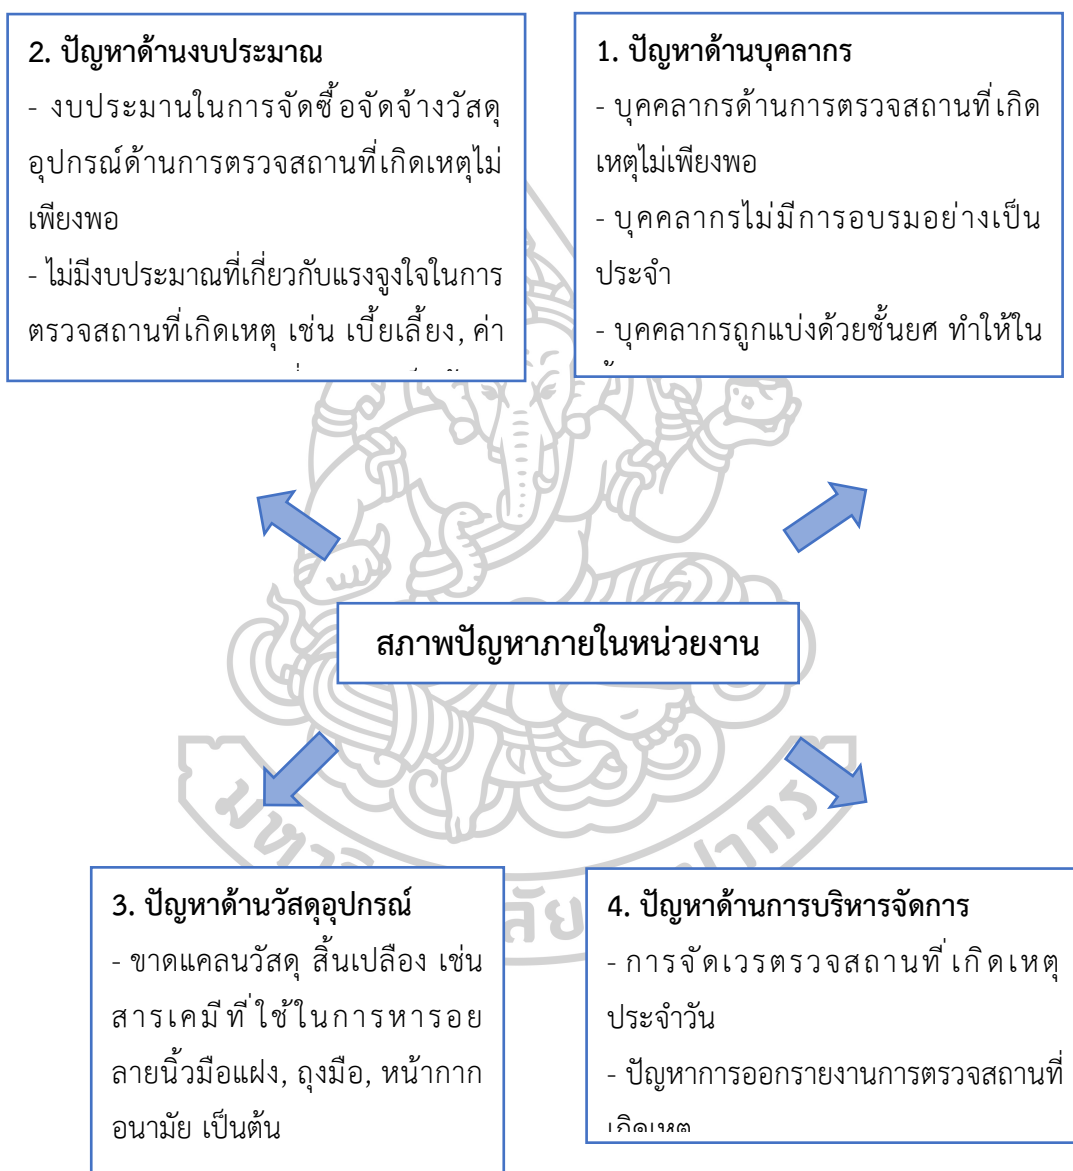 2. ปัญหาด้านงบประมาณ
- งบประมานในการจัดซื้อจัดจ้างวัสดุ
อุปกรณ์ด้านการตรวจสถานที่เกิดเหตุไม่
เพียงพอ
- ไม่มีงบประมาณที่เกี่ยวกับแรงจูงใจในการ
ตรวจสถานที่เกิดเหตุ เช่น เบี้ยเลี้ยง, ค่า
1. ปัญหาด้านบุคลากร
- บุคคลากรด้านการตรวจสถานที่เกิด
เหตุไม่เพียงพอ
- บุคคลากรไม่มีการอบรมอย่างเป็น
ประจำ
- บุคคลากรถูกแบ่งด้วยชั้นยศ ทำให้ใน
สภาพปัญหาภายในหน่วยงาน
3. ปัญหาด้านวัสดุอุปกรณ์
- ขาดแคลนวัสดุ สิ้นเปลือง เช่น
สารเคมีที่ใช้ในการหารอย
ลายนิ้วมือแฝง, ถุงมือ, หน้ากาก
อนามัย เป็นต้น
4. ปัญหาด้านการบริหารจัดการ
- การจัดเวรตรวจสถานที่เกิดเหตุ
ประจำวัน
- ปัญหาการออกรายงานการตรวจสถานที่
เกิดเหตุ